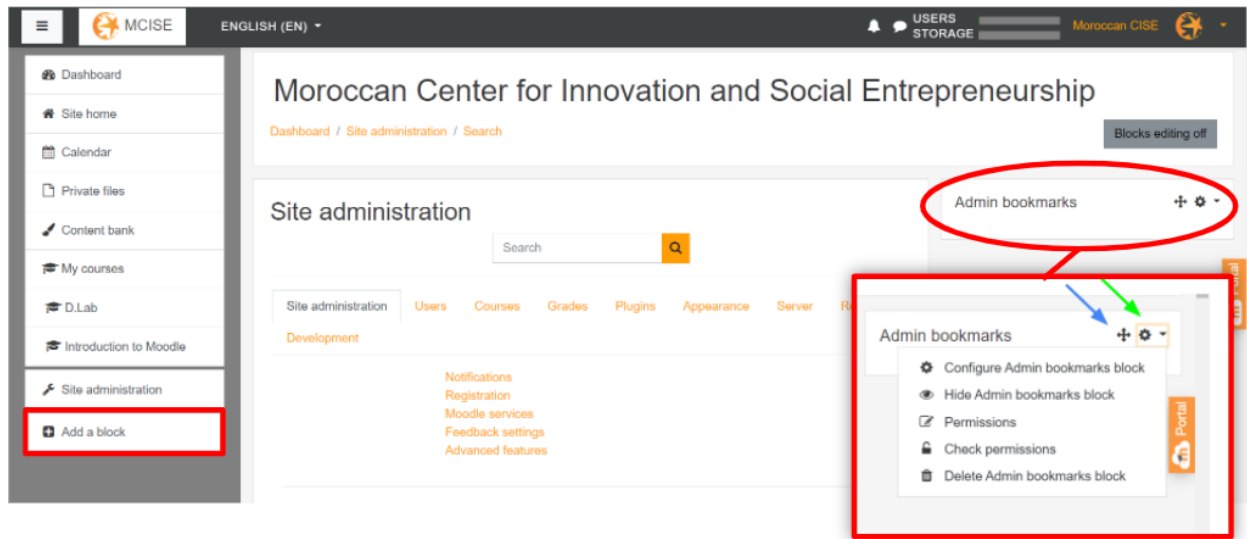 MCISE
ENGLISH (EN)
USERS
STORAGE
Moroccan CISE
Dashboard
Site home
Calendar
Private files
Content bank
My courses
D.Lab
Introduction to Moodle
Site administration
Add a block
Moroccan Center for Innovation and Social Entrepreneurship
Dashboard / Site administration / Search
Blocks editing off
Site administration
Search
Site administration Users Courses Grades Plugins Appearance Server
Development
Notifications
Registration
Moodle services
Feedback settings
Advanced features
Admin bookmarks
Admin bookmarks
Configure Admin bookmarks block
Hide Admin bookmarks block
Permissions
Check permissions
Delete Admin bookmarks block
Portal